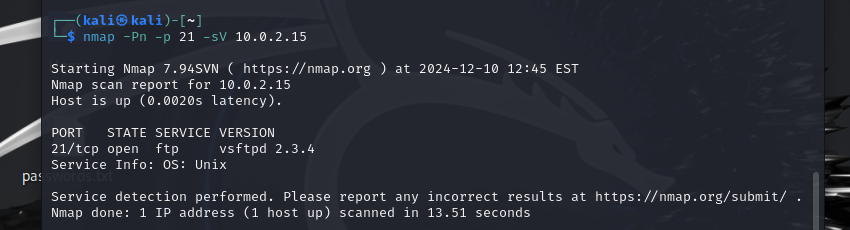 ┌──(kali㉿kali)-[~]
└─$ nmap -Pn -p 21 -sV 10.0.2.15
Starting Nmap 7.94SVN ( https://nmap.org ) at 2024-12-10 12:45 EST
Nmap scan report for 10.0.2.15
Host is up (0.0020s latency).
PORT   STATE SERVICE VERSION
21/tcp open  ftp     vsftpd 2.3.4
Service Info: OS: Unix
passwords.txt
Service detection performed. Please report any incorrect results at https://nmap.org/submit/ .
Nmap done: 1 IP address (1 host up) scanned in 13.51 seconds